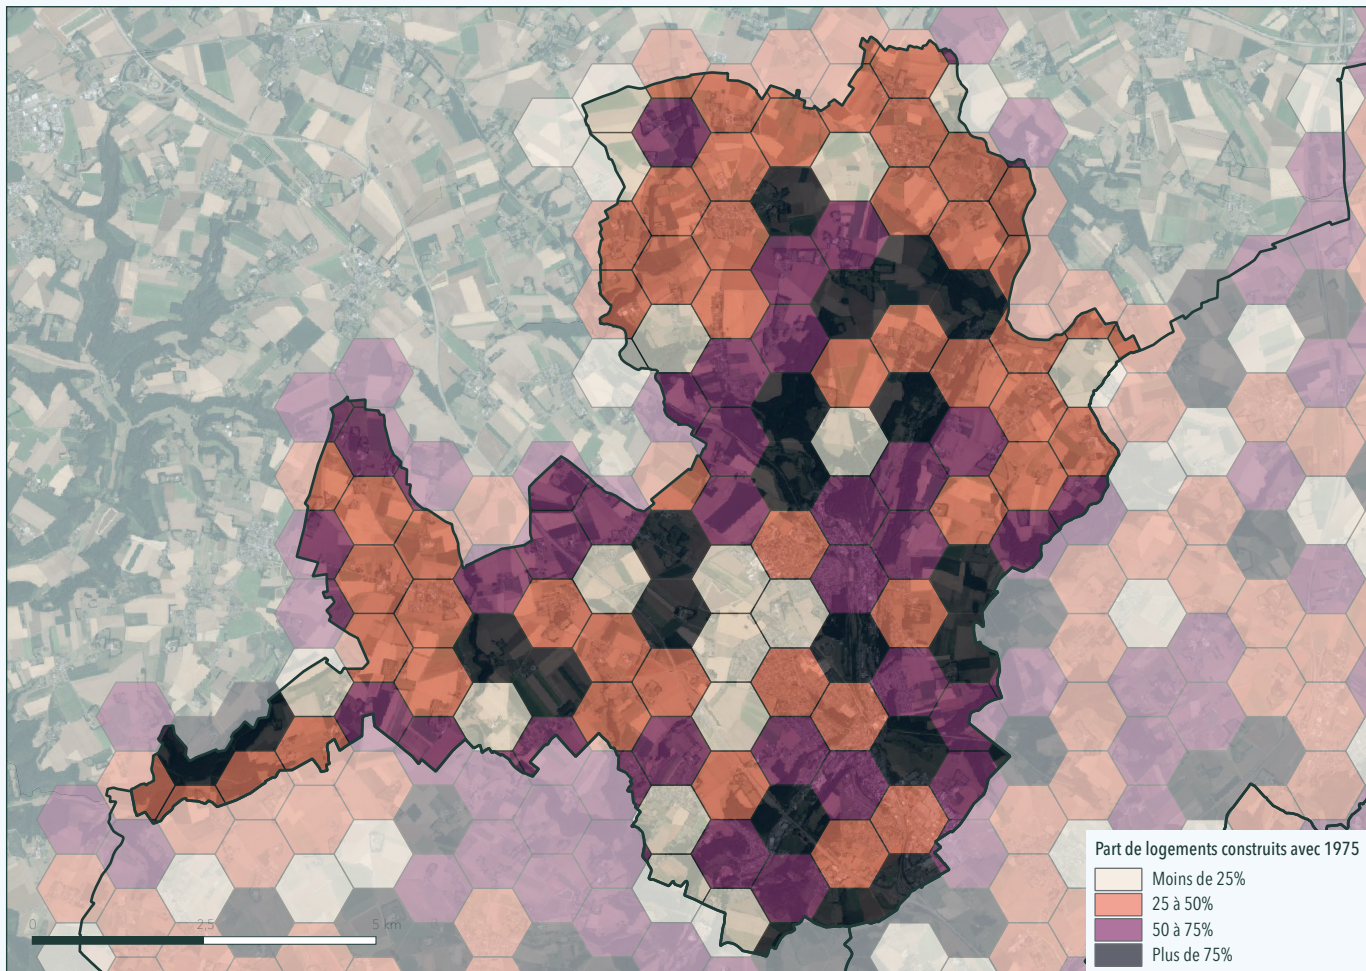 Part de logements construits avec 1975
Moins de 25%
25 à 50%
50 à 75%
Plus de 75%
0 2,5 5 km